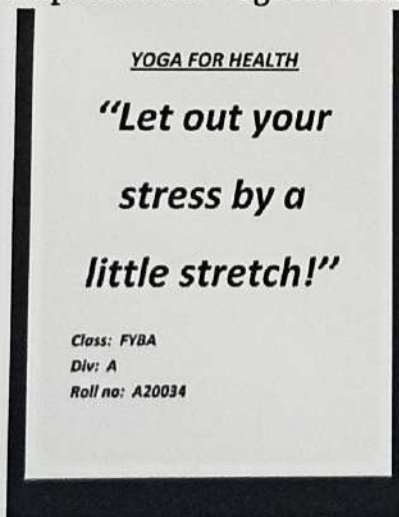 YOGA FOR HEALTH
“Let out your
stress by a
little stretch!”
Class: FYBA
Div: A
Roll no: A20034